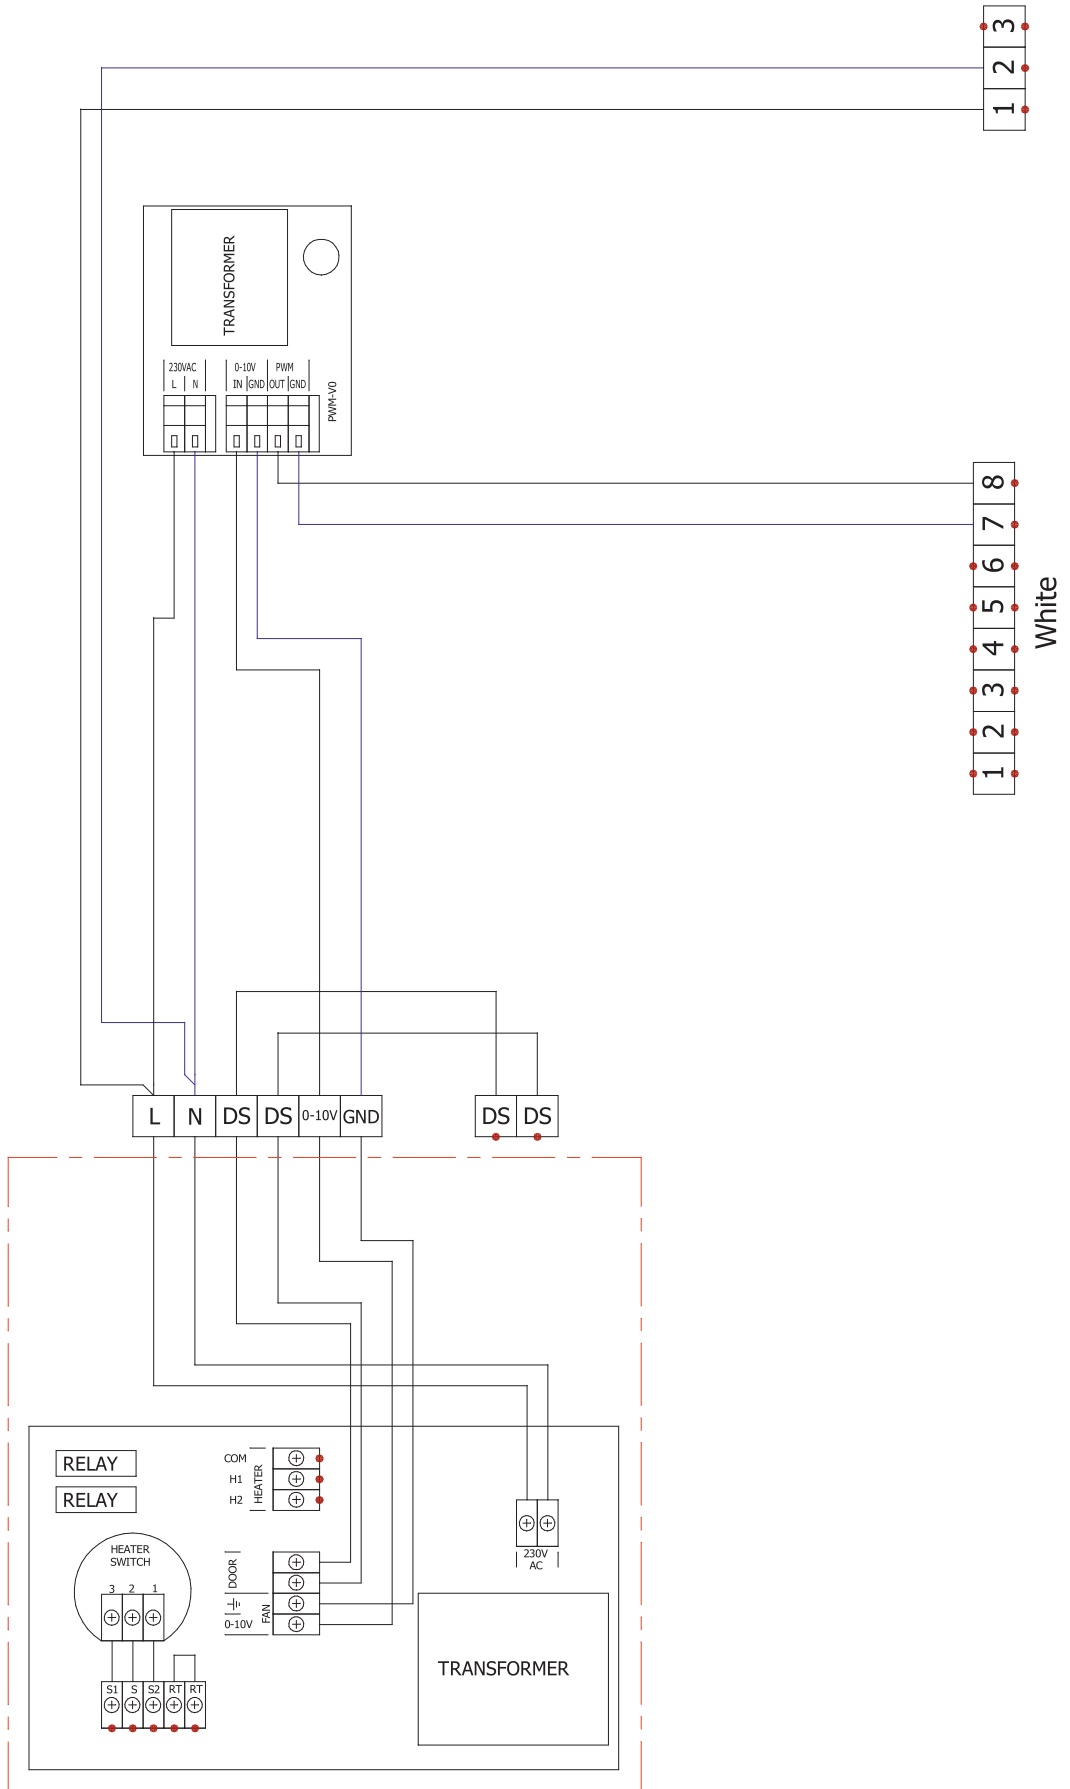 3
2
1
TRANSFORMER
230VAC
L N
0-10V PWM
IN GND OUT GND
PWM-V0
8
7
6
5
4
3
2
1
White
L N DS DS 0-10V GND
DS DS
RELAY
RELAY
HEATER
SWITCH
3 2 1
S1 S S2 RT RT
COM
H1
H2
HEATER
DOOR
FAN
0-10V
230V
AC
TRANSFORMER